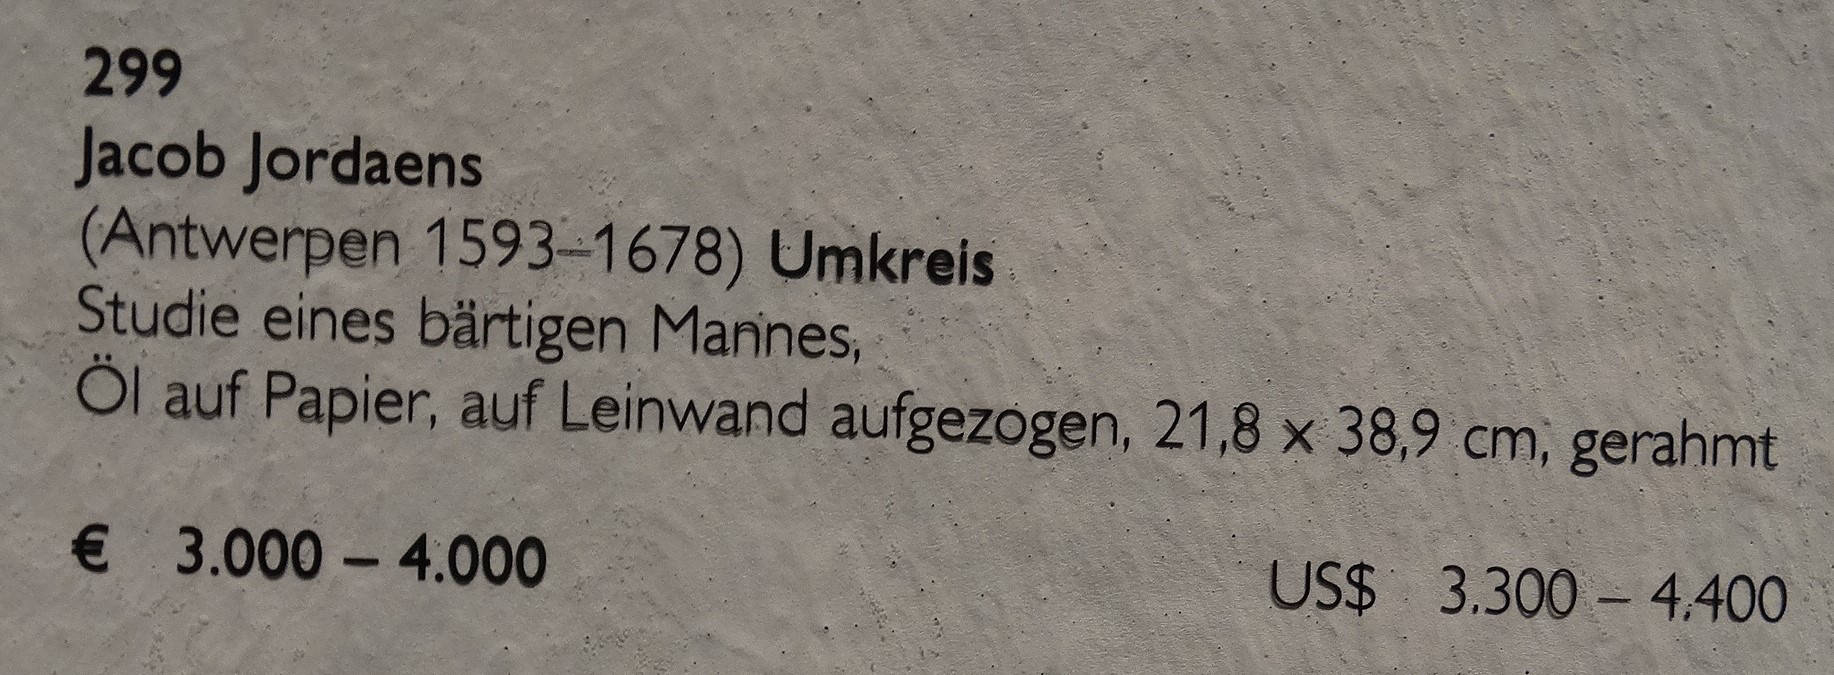 299
Jacob Jordaens
(Antwerpen 1593–1678) Umkreis
Studie eines bärtigen Mannes,
Öl auf Papier, auf Leinwand aufgezogen, 21,8 x 38,9 cm, gerahmt
€ 3.000 – 4.000
US$ 3.300 – 4.400